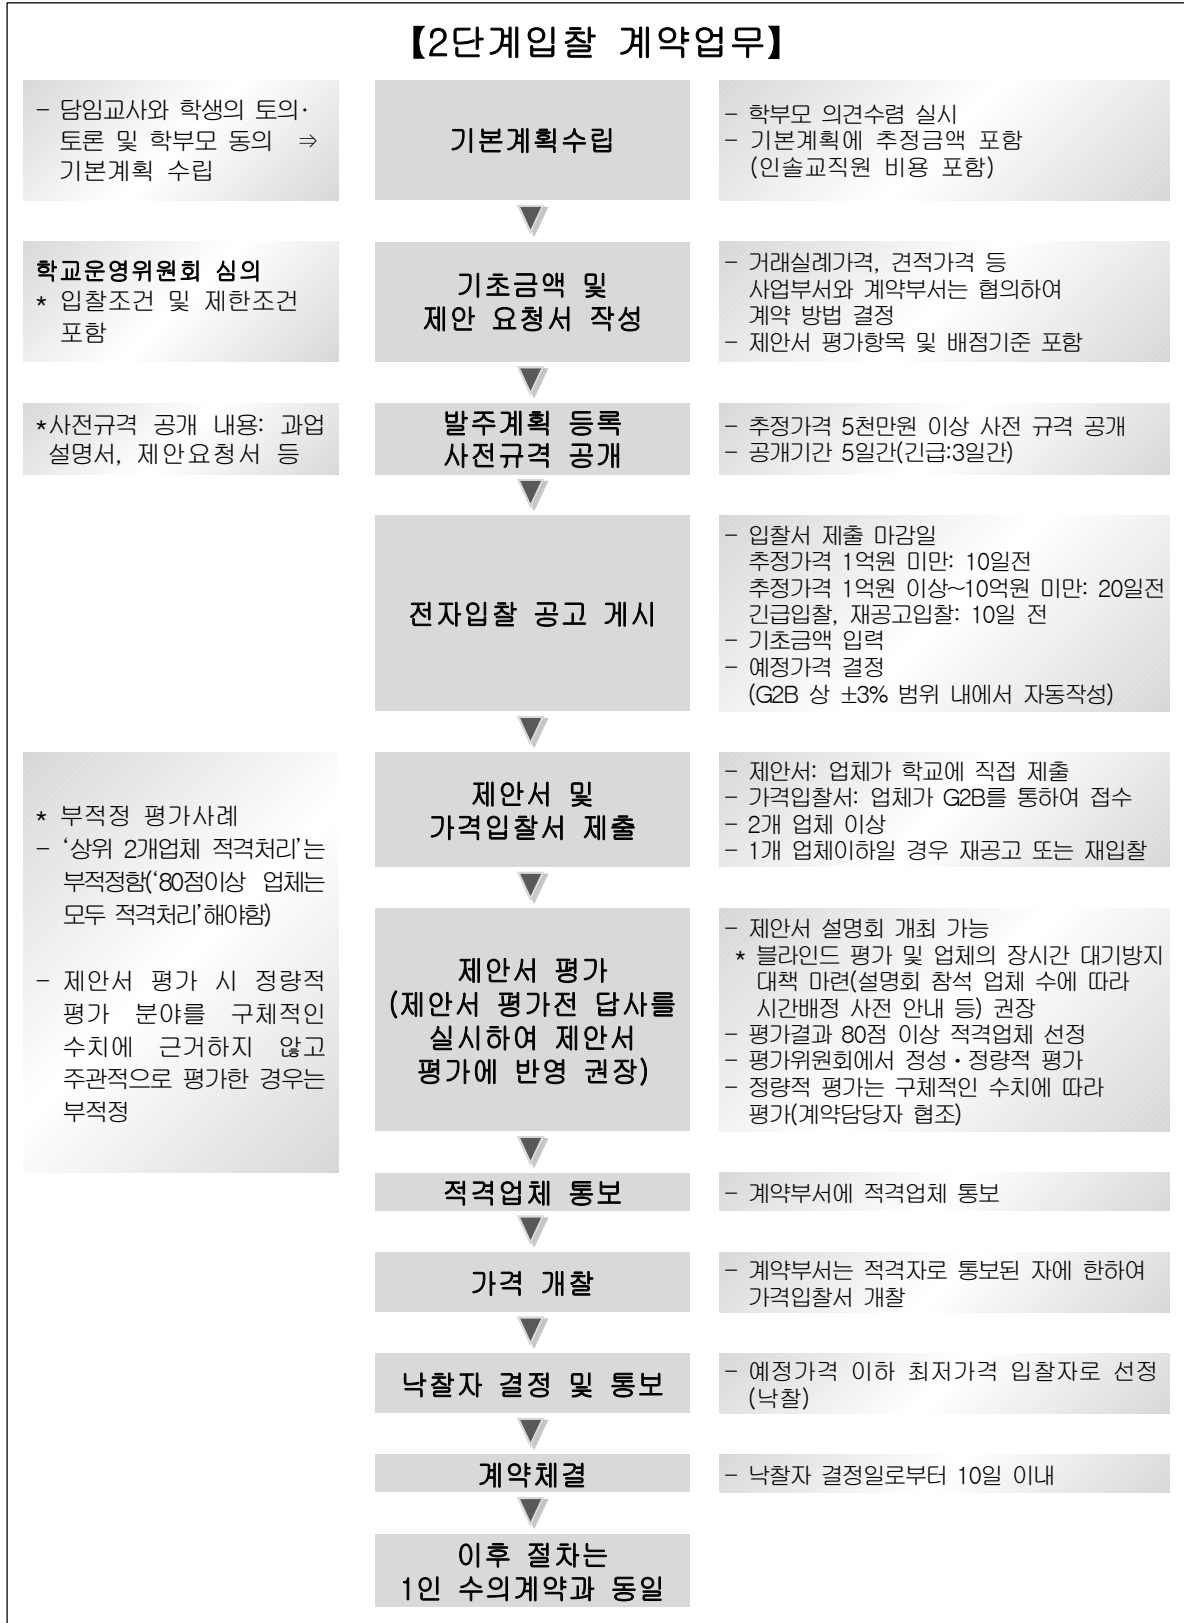 【2단계입찰 계약업무】
- 담임교사와 학생의 토의·
토론 및 학부모 동의 ⇒
기본계획 수립
기본계획수립
- 학부모 의견수렴 실시
- 기본계획에 추정금액 포함
(인솔교직원 비용 포함)
학교운영위원회 심의
* 입찰조건 및 제한조건
포함
기초금액 및
제안 요청서 작성
- 거래실례가격, 견적가격 등
사업부서와 계약부서는 협의하여
계약 방법 결정
- 제안서 평가항목 및 배점기준 포함
*사전규격 공개 내용: 과업
설명서, 제안요청서 등
발주계획 등록
사전규격 공개
- 추정가격 5천만원 이상 사전 규격 공개
- 공개기간 5일간(긴급:3일간)
전자입찰 공고 게시
- 입찰서 제출 마감일
추정가격 1억원 미만: 10일전
추정가격 1억원 이상~10억원 미만: 20일전
긴급입찰, 재공고입찰: 10일 전
- 기초금액 입력
- 예정가격 결정
(G2B 상 ±3% 범위 내에서 자동작성)
제안서 및
가격입찰서 제출
- 제안서: 업체가 학교에 직접 제출
- 가격입찰서: 업체가 G2B를 통하여 접수
- 2개 업체 이상
- 1개 업체이하일 경우 재공고 또는 재입찰
* 부적정 평가사례
- ‘상위 2개업체 적격처리’는
부적정함(‘80점이상 업체는
모두 적격처리’해야함)
- 제안서 평가 시 정량적
평가 분야를 구체적인
수치에 근거하지 않고
주관적으로 평가한 경우는
부적정
제안서 평가
(제안서 평가전 답사를
실시하여 제안서
평가에 반영 권장)
- 제안서 설명회 개최 가능
* 블라인드 평가 및 업체의 장시간 대기방지
대책 마련(설명회 참석 업체 수에 따라
시간배정 사전 안내 등) 권장
- 평가결과 80점 이상 적격업체 선정
- 평가위원회에서 정성·정량적 평가
- 정량적 평가는 구체적인 수치에 따라
평가(계약담당자 협조)
적격업체 통보
- 계약부서에 적격업체 통보
가격 개찰
- 계약부서는 적격자로 통보된 자에 한하여
가격입찰서 개찰
낙찰자 결정 및 통보
- 예정가격 이하 최저가격 입찰자로 선정
(낙찰)
계약체결
- 낙찰자 결정일로부터 10일 이내
이후 절차는
1인 수의계약과 동일